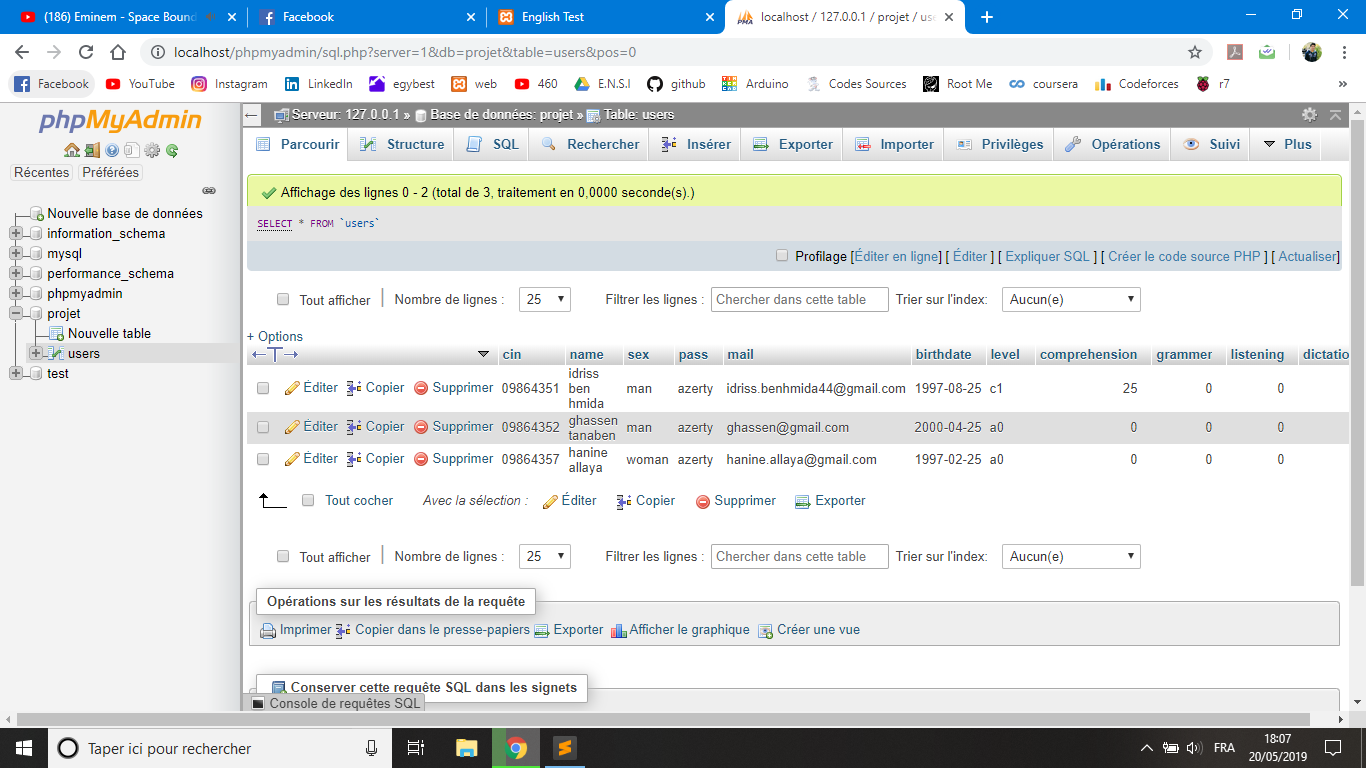 (186) Eminem - Space Bound
Facebook
English Test
localhost / 127.0.0.1 / projet / use
localhost/phpmyadmin/sql.php?server=1&db=projet&table=users&pos=0
Facebook YouTube Instagram LinkedIn egybest web 460 E.N.S.I github Arduino Codes Sources Root Me coursera Codeforces r7 »
phpMyAdmin
Récentes Préférées
Nouvelle base de données
information_schema
mysql
performance_schema
phpmyadmin
projet
Nouvelle table
users
test
Serveur: 127.0.0.1 » Base de données: projet » Table: users
Parcourir Structure SQL Rechercher Insérer Exporter Importer Privilèges Opérations Suivi Plus
Affichage des lignes 0 - 2 (total de 3, traitement en 0,0000 seconde(s).)
SELECT * FROM `users`
Profilage [Éditer en ligne] [ Éditer ] [ Expliquer SQL ] [ Créer le code source PHP ] [ Actualiser]
Tout afficher Nombre de lignes : 25 Filtrer les lignes : Chercher dans cette table Trier sur l'index: Aucun(e)
+ Options
cin name sex pass mail birthdate level comprehension grammer listening dictatio
Éditer Copier Supprimer 09864351 idriss ben hmida man azerty idriss.benhmida44@gmail.com 1997-08-25 c1 25 0 0
Éditer Copier Supprimer 09864352 ghassen tanaben man azerty ghassen@gmail.com 2000-04-25 a0 0 0 0
Éditer Copier Supprimer 09864357 hanine allaya woman azerty hanine.allaya@gmail.com 1997-02-25 a0 0 0 0
Tout cocher Avec la sélection : Éditer Copier Supprimer Exporter
Tout afficher Nombre de lignes : 25 Filtrer les lignes : Chercher dans cette table Trier sur l'index: Aucun(e)
Opérations sur les résultats de la requête
Imprimer Copier dans le presse-papiers Exporter Afficher le graphique Créer une vue
Conserver cette requête SQL dans les signets
Console de requêtes SQL
Taper ici pour rechercher
FRA
18:07
20/05/2019